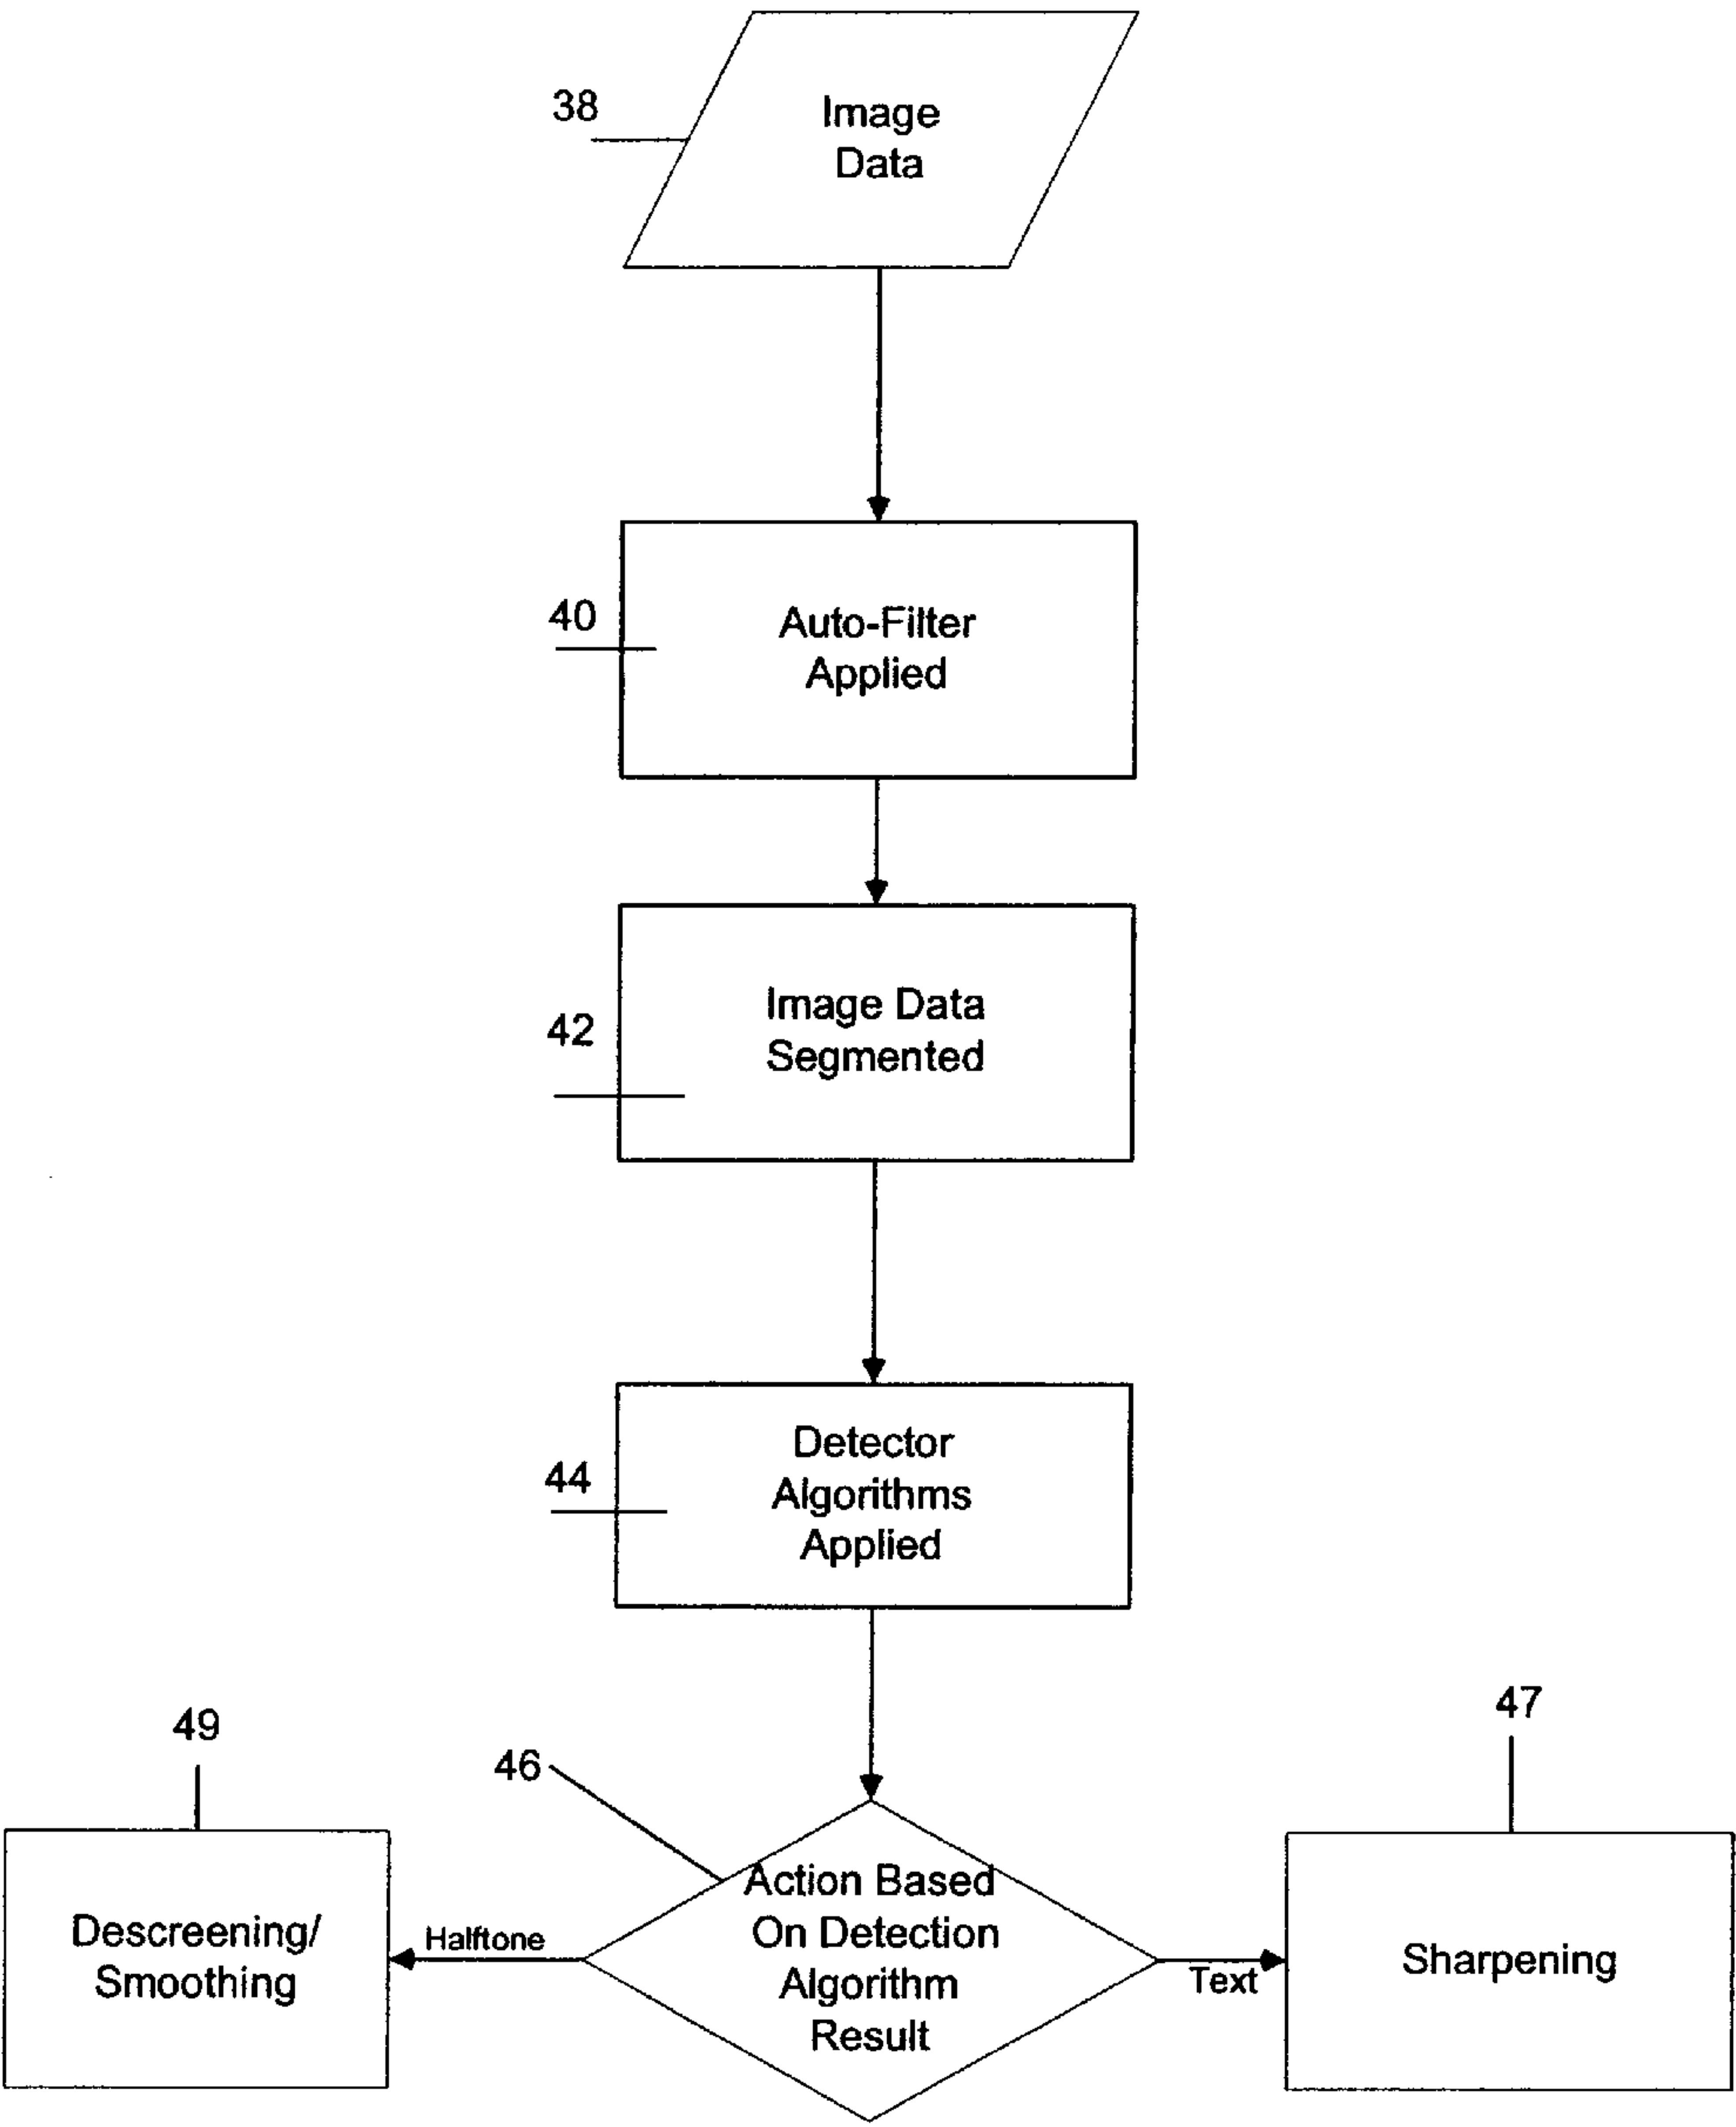 38
Image
Data
40
Auto-Filter
Applied
42
Image Data
Segmented
44
Detector
Algorithms
Applied
49
46
47
Descreening/
Smoothing
Halftone
Action Based
On Detection
Algorithm
Result
Text
Sharpening